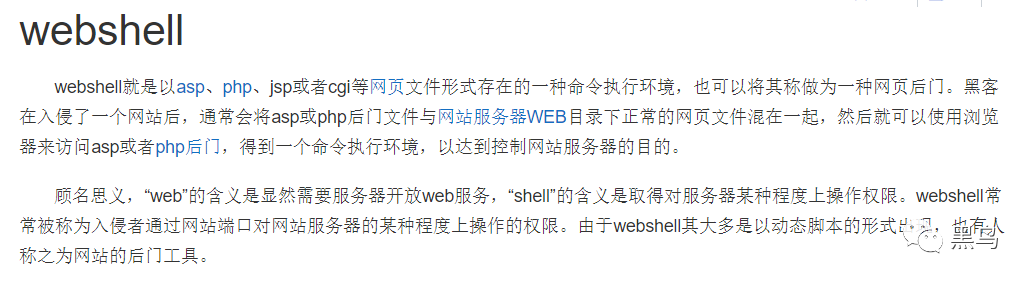 webshell
webshell就是以asp、php、jsp或者cgi等网页文件形式存在的一种命令执行环境，也可以将其称做为一种网页后门。黑客
在入侵了一个网站后，通常会将asp或php后门文件与网站服务器WEB目录下正常的网页文件混在一起，然后就可以使用浏览
器来访问asp或者php后门，得到一个命令执行环境，以达到控制网站服务器的目的。
顾名思义，“web”的含义是显然需要服务器开放web服务，“shell”的含义是取得对服务器某种程度上操作权限。webshell常
常被称为入侵者通过网站端口对网站服务器的某种程度上操作的权限。由于webshell其大多是以动态脚本的形式出现，也有人
称之为网站的后门工具。
黑鸟